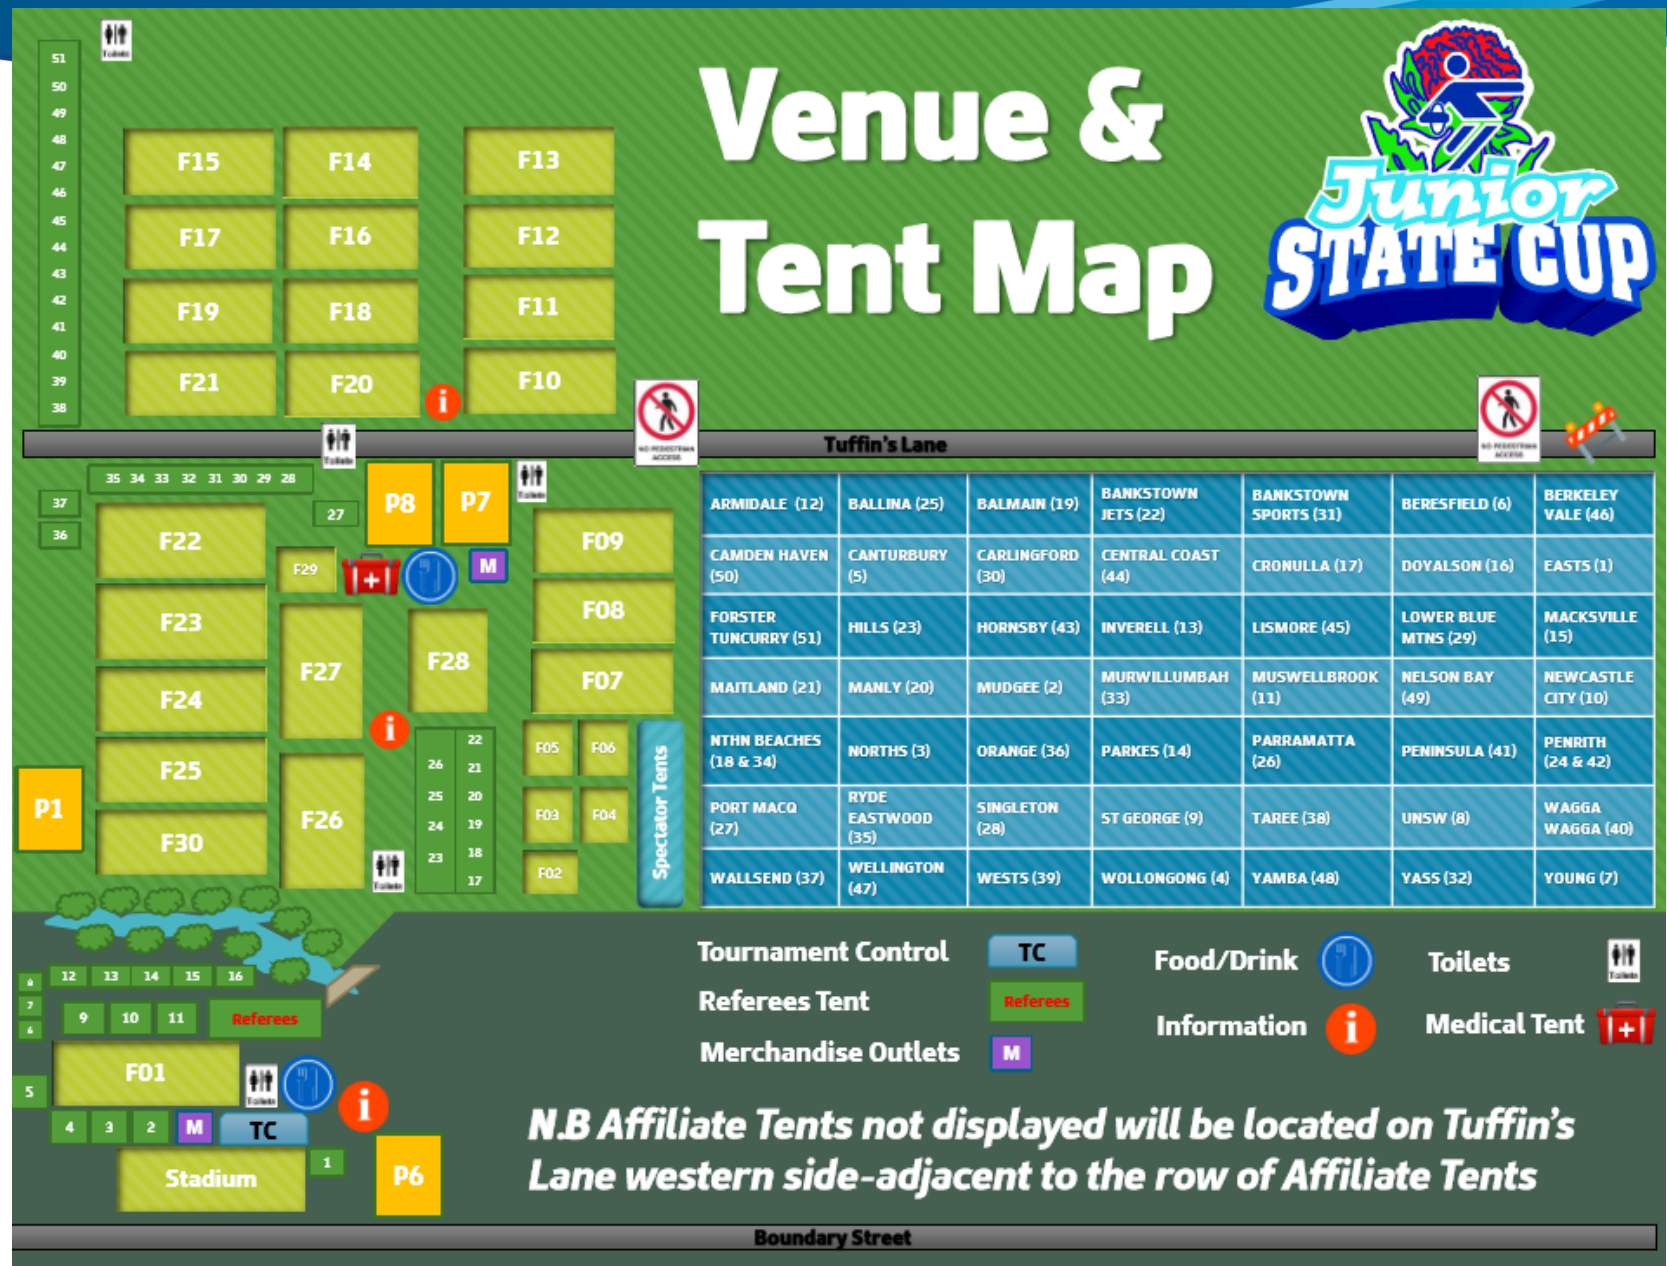 Venue &
Tent Map
Junior
STATE CUP
Toilets
51
50
49
48
47
46
45
44
43
42
41
40
39
38
F15 F14 F13
F17 F16 F12
F19 F18 F11
F21 F20 F10
i
NO PEDESTRIAN
ACCESS
NO PEDESTRIAN
ACCESS
Tuffin's Lane
Toilets
35 34 33 32 31 30 29 28
37
36
27
P8 P7
Toilets
F22
F29
M
F09
F23
F08
F27
F28
F07
F24
i
F25
F26
F30
P1
22
26 21
25 20
24 19
23 18
17
Toilets
F05 F06
F03 F04
F02
Spectator Tents
ARMIDALE (12) BALLINA (25) BALMAIN (19) BANKSTOWN JETS (22) BANKSTOWN SPORTS (31) BERESFIELD (6) BERKELEY VALE (46)
CAMDEN HAVEN (50) CANTURBURY (5) CARLINGFORD (30) CENTRAL COAST (44) CRONULLA (17) DOYALSON (16) EASTS (1)
FORSTER TUNCURRY (51) HILLS (23) HORNSBY (43) INVERELL (13) LISMORE (45) LOWER BLUE MTNS (29) MACKSVILLE (15)
MAITLAND (21) MANLY (20) MUDGEE (2) MURWILLUMBAH (33) MUSWELLBROOK (11) NELSON BAY (49) NEWCASTLE CITY (10)
NTHN BEACHES (18 & 34) NORTHS (3) ORANGE (36) PARKES (14) PARRAMATTA (26) PENINSULA (41) PENRITH (24 & 42)
PORT MACQ (27) RYDE EASTWOOD (35) SINGLETON (28) ST GEORGE (9) TAREE (38) UNSW (8) WAGGA WAGGA (40)
WALLSEND (37) WELLINGTON (47) WESTS (39) WOLLONGONG (4) YAMBA (48) YASS (32) YOUNG (7)
8
7
6
12 13 14 15 16
9 10 11 Referees
F01
Toilets
i
5
4 3 2 M TC
Stadium
1
P6
Tournament Control TC
Referees Tent Referees
Merchandise Outlets M
Food/Drink
Information i
Toilets Toilets
Medical Tent
N.B Affiliate Tents not displayed will be located on Tuffin's
Lane western side-adjacent to the row of Affiliate Tents
Boundary Street